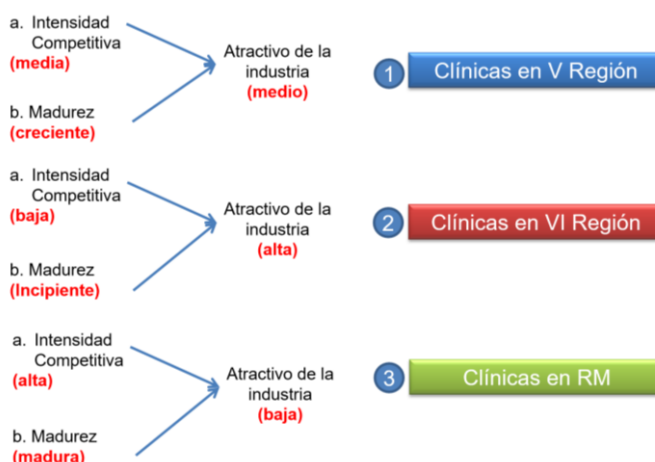 a. Intensidad
Competitiva
(media)
Atractivo de la
industria
(medio)
1
Clínicas en V Región
b. Madurez
(creciente)
a. Intensidad
Competitiva
(baja)
Atractivo de la
industria
(alta)
2
Clínicas en VI Región
b. Madurez
(Incipiente)
a. Intensidad
Competitiva
(alta)
Atractivo de la
industria
(baja)
3
Clínicas en RM
b. Madurez
(madura)